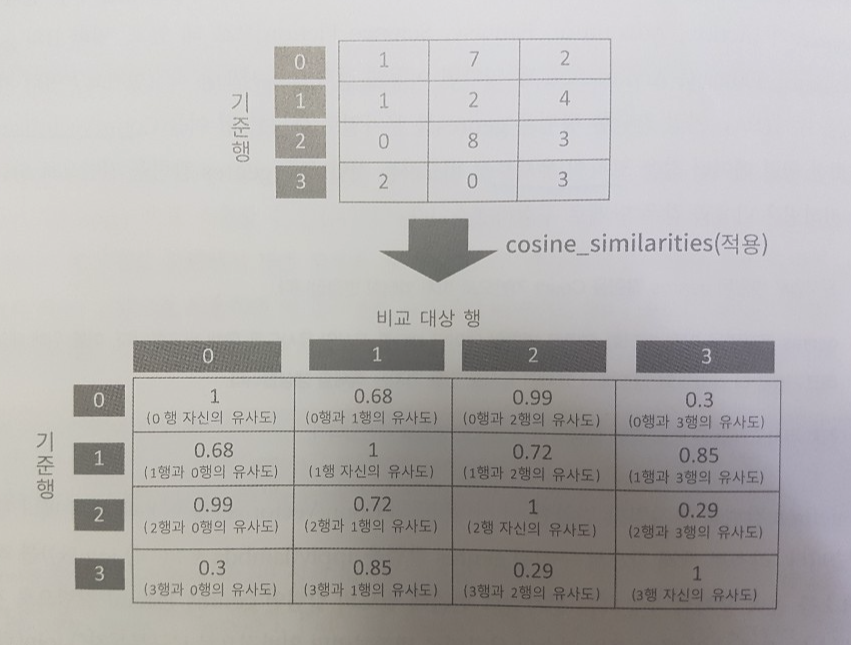 기준행
0 1 7 2
1 1 2 4
2 0 8 3
3 2 0 3
cosine_similarities(적용)
비교 대상 행
0 1 2 3
기준행
0 1 0.68 0.99 0.3
(0 행 자신의 유사도) (0행과 1행의 유사도) (0행과 2행의 유사도) (0행과 3행의 유사도)
1 0.68 1 0.72 0.85
(1행과 0행의 유사도) (1행 자신의 유사도) (1행과 2행의 유사도) (1행과 3행의 유사도)
2 0.99 0.72 1 0.29
(2행과 0행의 유사도) (2행과 1행의 유사도) (2행 자신의 유사도) (2행과 3행의 유사도)
3 0.3 0.85 0.29 1
(3행과 0행의 유사도) (3행과 1행의 유사도) (3행과 2행의 유사도) (3행 자신의 유사도)